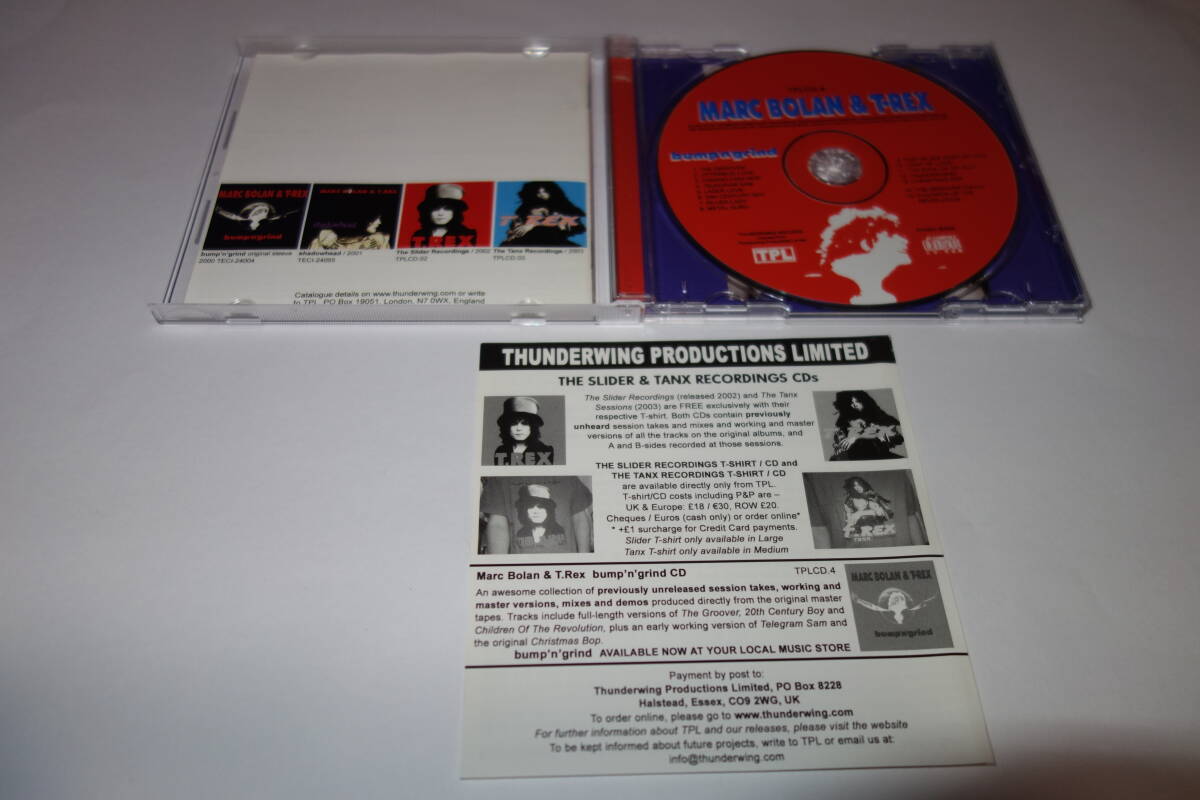 MARC BOLAN & T-REX
bump'n'grind
MARC BOLAN & T-REX
T.REX
T.REX
bump'n'grind original sleeve
2000 TECI-24004
shadowhead / 2001
TECI-24055
The Slider Recordings / 2002
TPLCD:02
The Tanx Recordings / 2003
TPLCD:03
Catalogue details on www.thunderwing.com or write
to TPL, PO Box 19051, London, N7 0WX, England
MARC BOLAN & T-REX
bump'n'grind
TPL
THUNDERWING PRODUCTIONS LIMITED
THE SLIDER & TANX RECORDINGS CDs
The Slider Recordings (released 2002) and The Tanx
Sessions (2003) are FREE exclusively with their
respective T-shirt. Both CDs contain previously
unheard session takes and mixes and working and master
versions of all the tracks on the original albums, and
A and B-sides recorded at those sessions.
T.REX
THE SLIDER RECORDINGS T-SHIRT / CD and
THE TANX RECORDINGS T-SHIRT / CD
are available directly only from TPL.
T-shirt/CD costs including P&P are –
UK & Europe: £18 / €30, ROW £20.
Cheques / Euros (cash only) or order online*
* +£1 surcharge for Credit Card payments.
Slider T-shirt only available in Large
Tanx T-shirt only available in Medium
T.REX
TANX
Marc Bolan & T.Rex bump'n'grind CD
TPLCD.4
An awesome collection of previously unreleased session takes, working and
master versions, mixes and demos produced directly from the original master
tapes. Tracks include full-length versions of The Groover, 20th Century Boy and
Children Of The Revolution, plus an early working version of Telegram Sam and
the original Christmas Bop.
bump'n'grind AVAILABLE NOW AT YOUR LOCAL MUSIC STORE
MARC BOLAN & T-REX
bump'n'grind
Payment by post to:
Thunderwing Productions Limited, PO Box 8228
Halstead, Essex, CO9 2WG, UK
To order online, please go to www.thunderwing.com
For further information about TPL and our releases, please visit the website
To be kept informed about future projects, write to TPL or email us at:
info@thunderwing.com